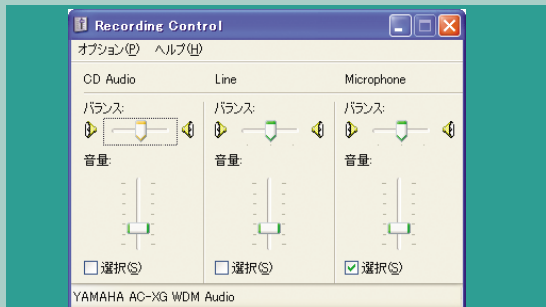 Recording Control
オプション(P) ヘルプ(H)
CD Audio Line Microphone
バランス: バランス: バランス:
音量: 音量: 音量:
選択(S) 選択(S) 選択(S)
YAMAHA AC-XG WDM Audio